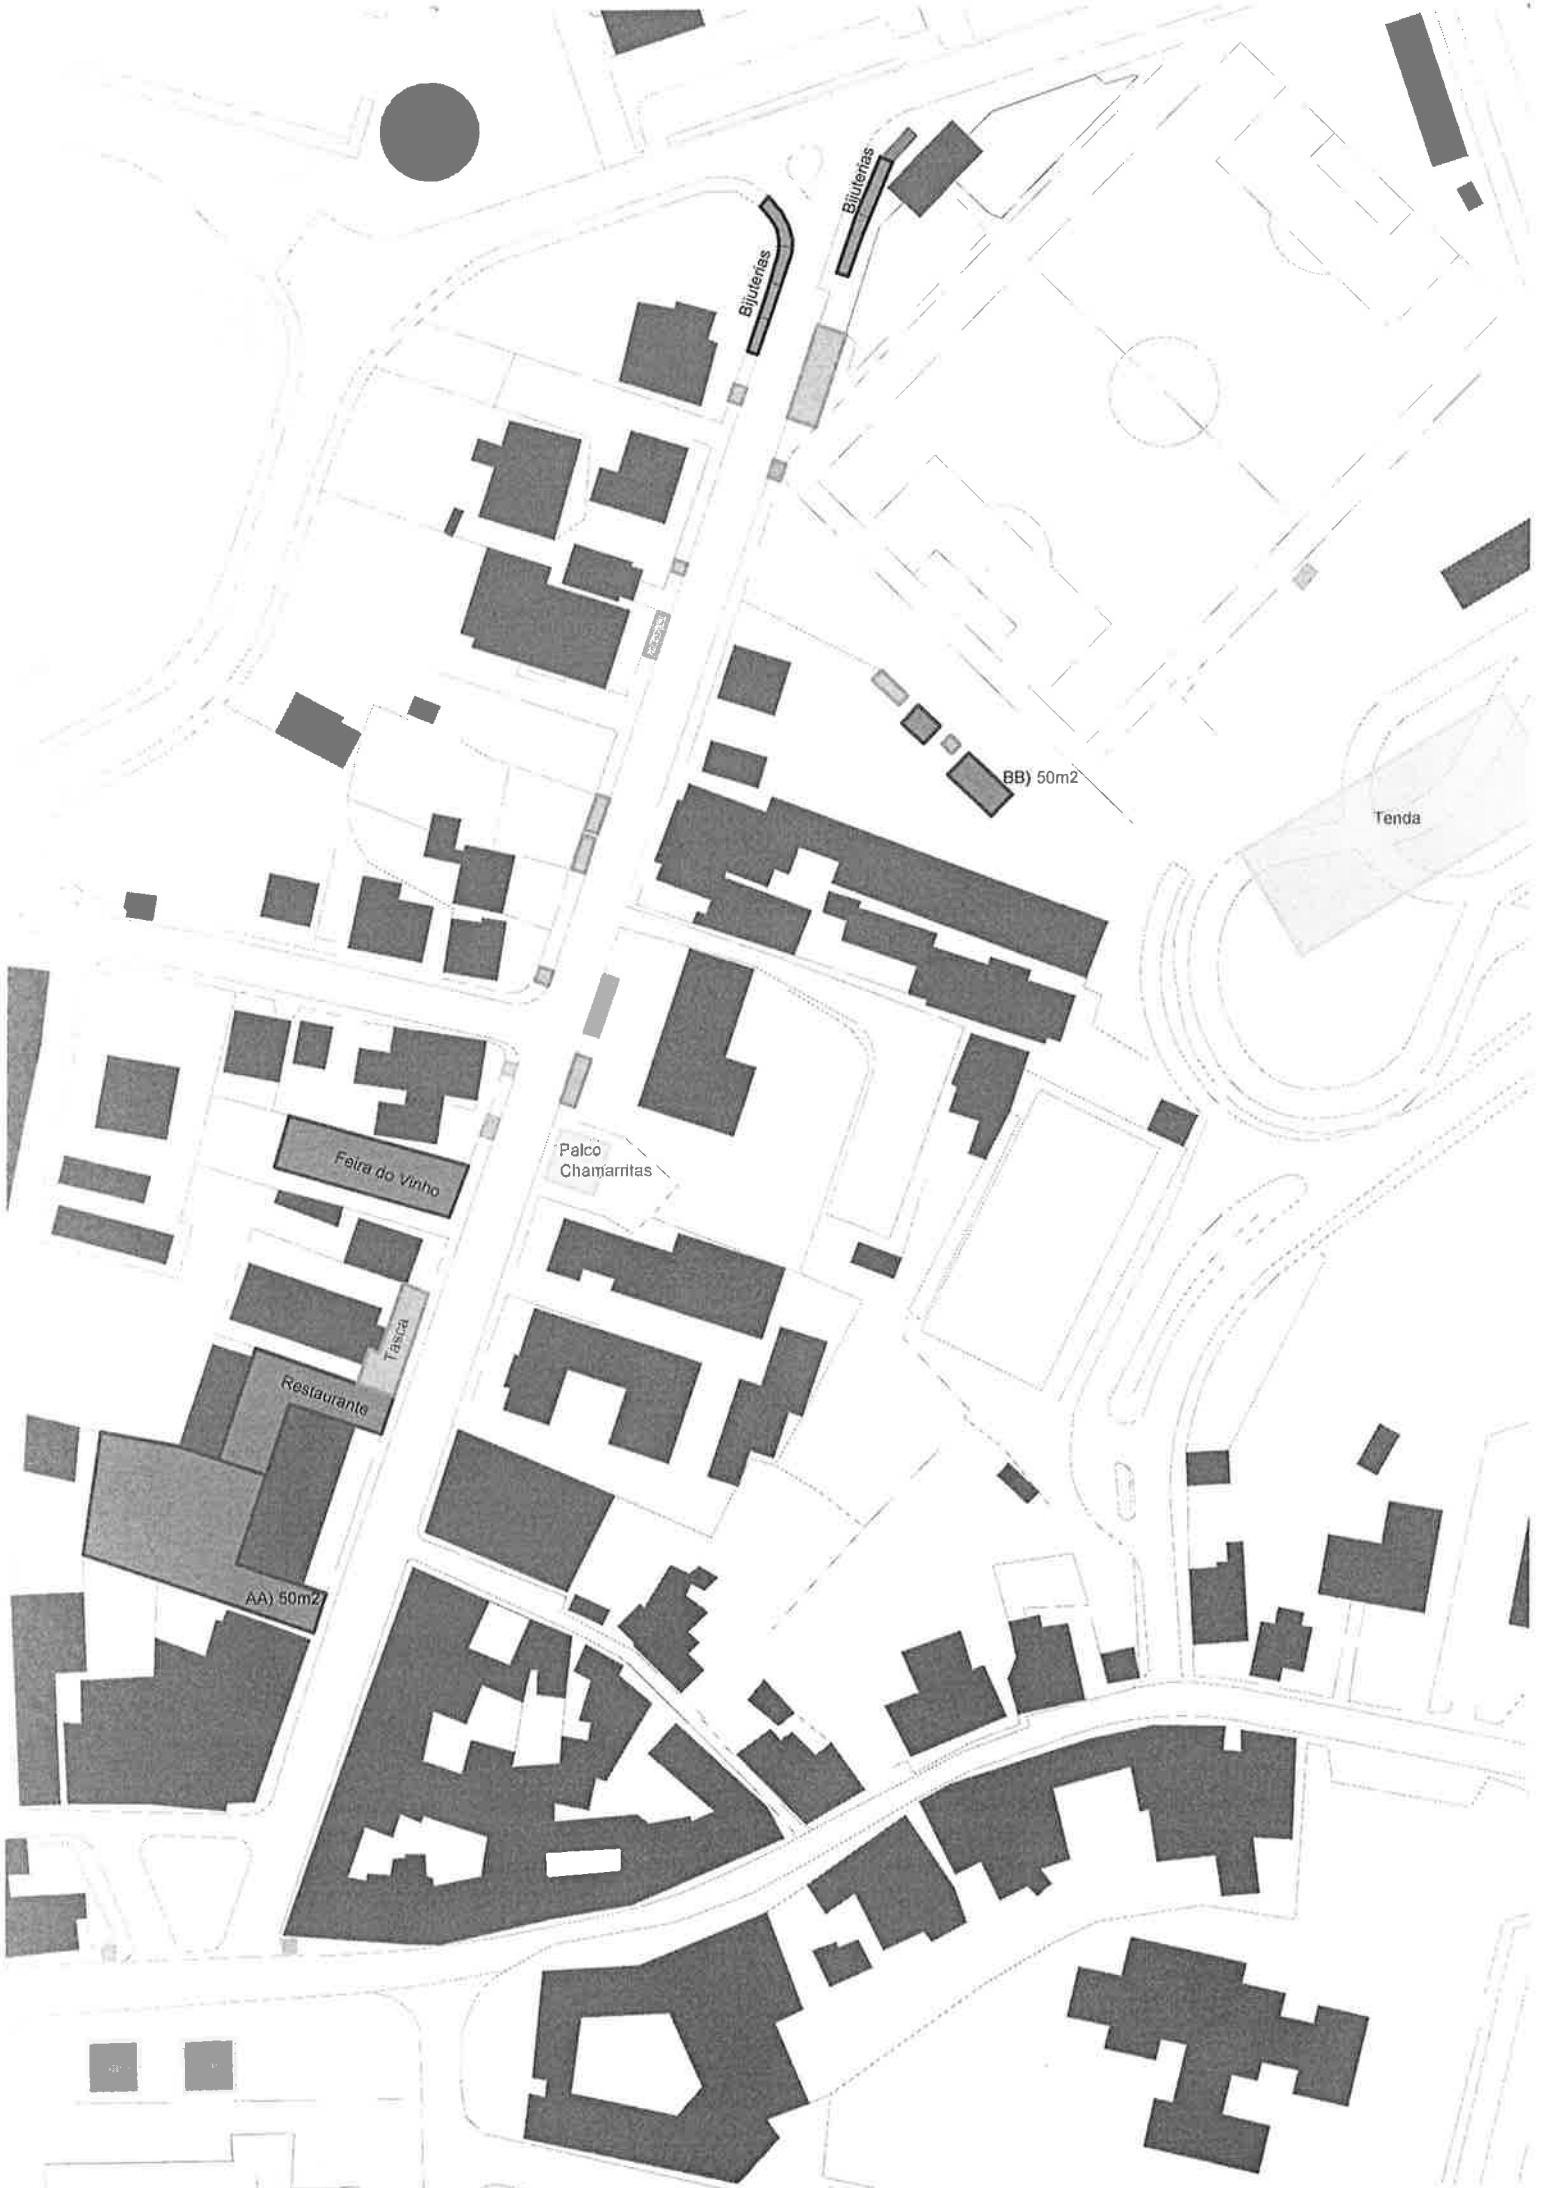 Bijuterias
Bijuterias
BB) 50m2
Tenda
Palco
Chamarritas
Feira do Vinho
Tasca
Restaurante
AA) 50m2